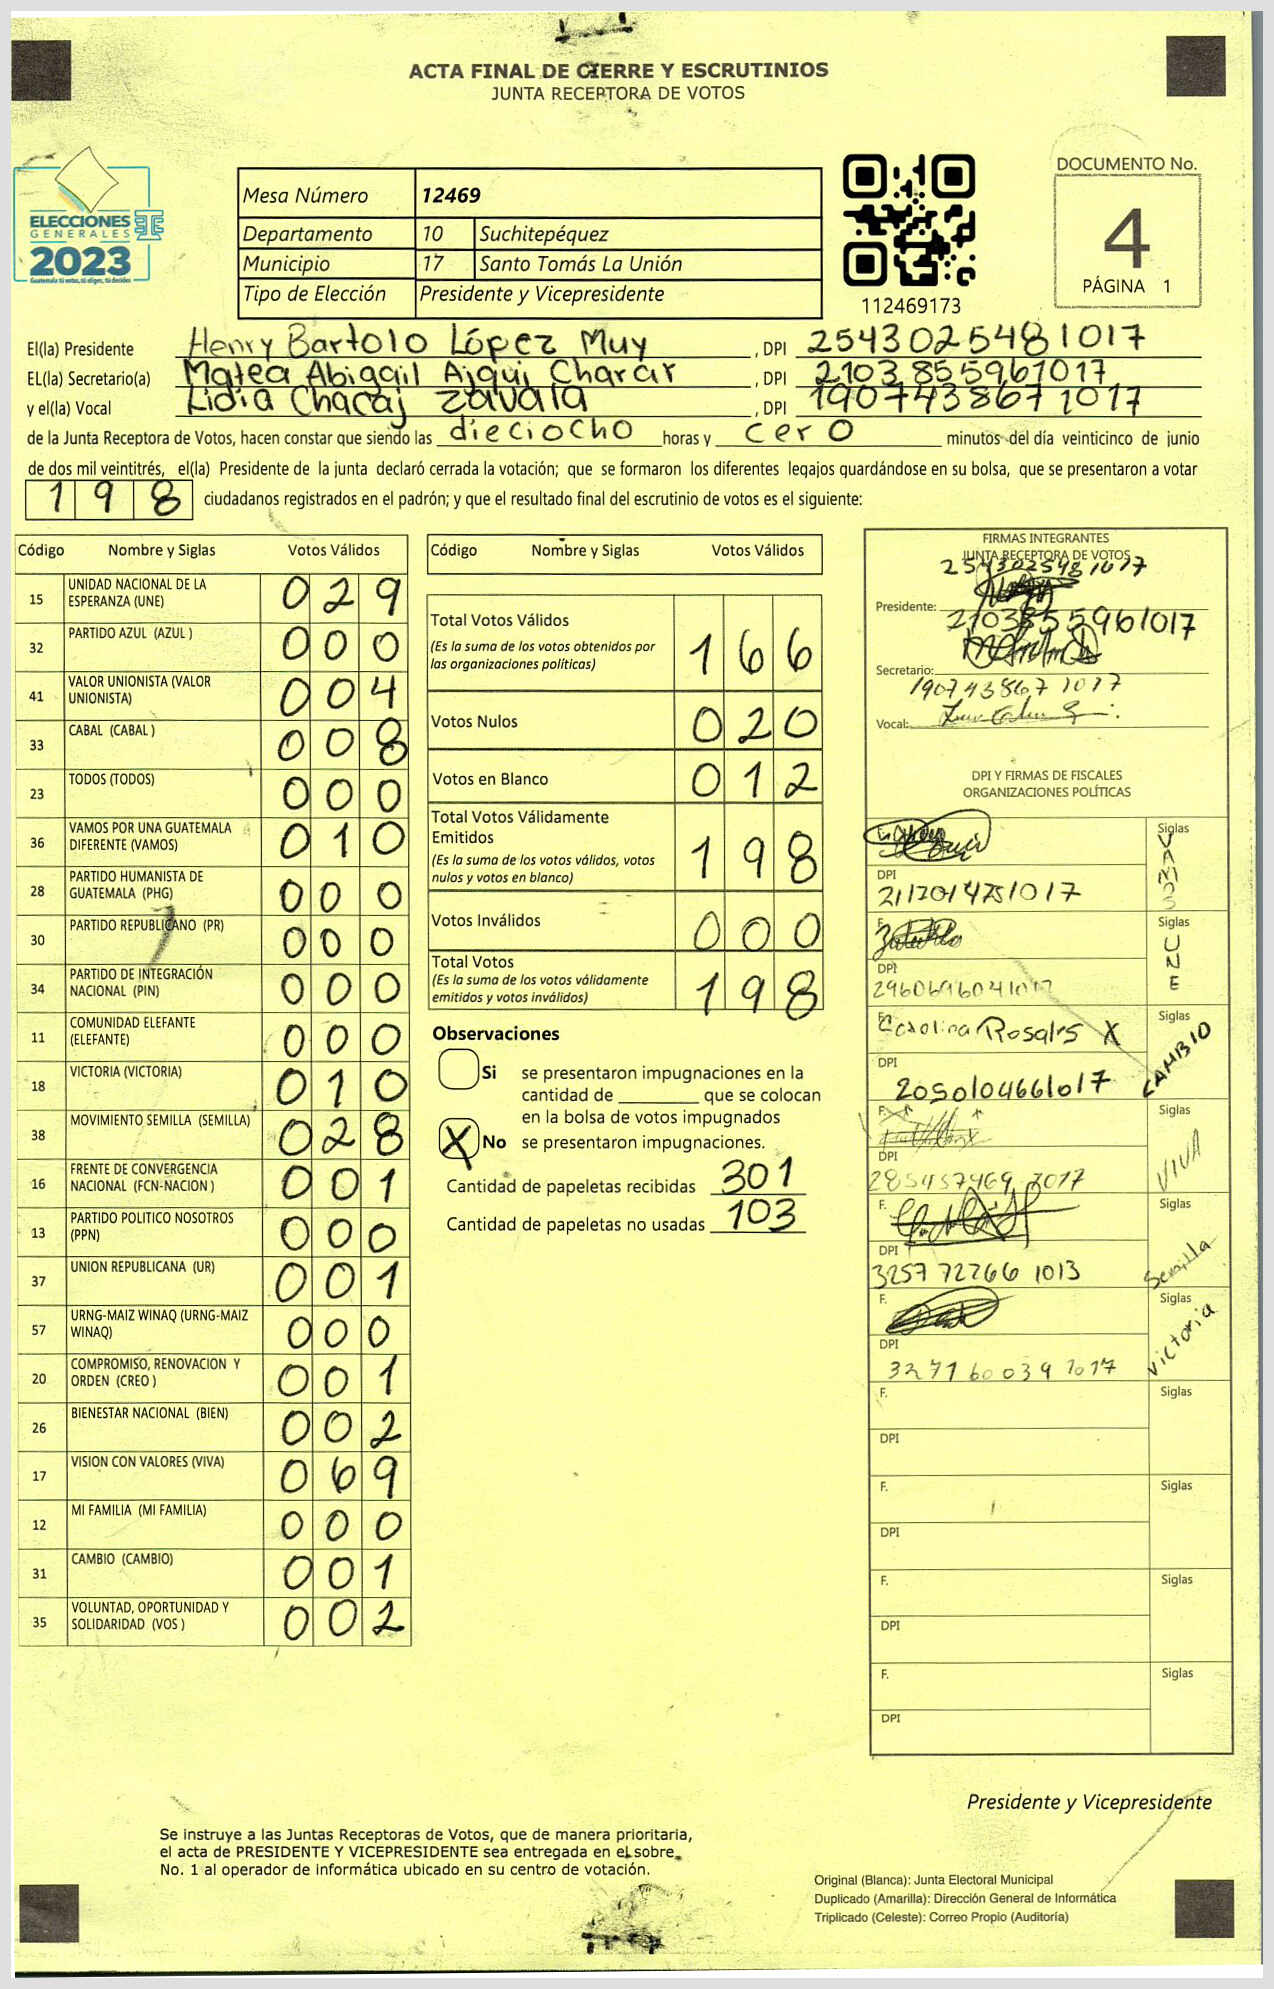 ACTA FINAL DE CIERRE Y ESCRUTINIOS
JUNTA RECEPTORA DE VOTOS
ELECCIONES
GENERALES
2023
Guatemala tú votas, tú eliges, tú decides
Mesa Número 12469
Departamento 10 Suchitepéquez
Municipio 17 Santo Tomás La Unión
Tipo de Elección Presidente y Vicepresidente
112469173
DOCUMENTO No.
4
PÁGINA 1
El(la) Presidente Henry Bartolo López Muy , DPI 2543025481017
EL(la) Secretario(a) Matea Abigail Ajqui Charar , DPI 2103855961017
y el(la) Vocal Lidia Chacaj Zavala , DPI 1907438671017
de la Junta Receptora de Votos, hacen constar que siendo las dieciocho horas y cero minutos del día veinticinco de junio
de dos mil veintitrés, el(la) Presidente de la junta declaró cerrada la votación; que se formaron los diferentes legajos guardándose en su bolsa, que se presentaron a votar
198 ciudadanos registrados en el padrón; y que el resultado final del escrutinio de votos es el siguiente:
Código Nombre y Siglas Votos Válidos
15 UNIDAD NACIONAL DE LA ESPERANZA (UNE) 029
32 PARTIDO AZUL (AZUL ) 000
41 VALOR UNIONISTA (VALOR UNIONISTA) 004
33 CABAL (CABAL ) 008
23 TODOS (TODOS) 000
36 VAMOS POR UNA GUATEMALA DIFERENTE (VAMOS) 010
28 PARTIDO HUMANISTA DE GUATEMALA (PHG) 000
30 PARTIDO REPUBLICANO (PR) 000
34 PARTIDO DE INTEGRACIÓN NACIONAL (PIN) 000
11 COMUNIDAD ELEFANTE (ELEFANTE) 000
18 VICTORIA (VICTORIA) 010
38 MOVIMIENTO SEMILLA (SEMILLA) 028
16 FRENTE DE CONVERGENCIA NACIONAL (FCN-NACION ) 001
13 PARTIDO POLITICO NOSOTROS (PPN) 000
37 UNION REPUBLICANA (UR) 001
57 URNG-MAIZ WINAQ (URNG-MAIZ WINAQ) 000
20 COMPROMISO, RENOVACION Y ORDEN (CREO ) 001
26 BIENESTAR NACIONAL (BIEN) 002
17 VISION CON VALORES (VIVA) 069
12 MI FAMILIA (MI FAMILIA) 000
31 CAMBIO (CAMBIO) 001
35 VOLUNTAD, OPORTUNIDAD Y SOLIDARIDAD (VOS ) 002
Código Nombre y Siglas Votos Válidos
Total Votos Válidos 166
(Es la suma de los votos obtenidos por
las organizaciones políticas)
Votos Nulos 020
Votos en Blanco 012
Total Votos Válidamente
Emitidos 198
(Es la suma de los votos válidos, votos
nulos y votos en blanco)
Votos Inválidos 000
Total Votos 198
(Es la suma de los votos válidamente
emitidos y votos inválidos)
Observaciones
Si se presentaron impugnaciones en la
cantidad de ________ que se colocan
en la bolsa de votos impugnados
X No se presentaron impugnaciones.
Cantidad de papeletas recibidas 301
Cantidad de papeletas no usadas 103
FIRMAS INTEGRANTES
JUNTA RECEPTORA DE VOTOS
2543025481017
Presidente:
2103855961017
Secretario:
1907438671017
Vocal:
DPI Y FIRMAS DE FISCALES
ORGANIZACIONES POLÍTICAS
F. Siglas VAMOS
DPI
F. Siglas UNE
DPI
F. Carolina Rosales X Siglas CAMBIO
DPI 2050104661017
F. Siglas VIVA
DPI
F. Siglas Semilla
DPI 3257 72766 1013
F. Siglas Victoria
DPI 3271600391017
F. Siglas
DPI
F. Siglas
DPI
F. Siglas
DPI
F. Siglas
DPI
Presidente y Vicepresidente
Se instruye a las Juntas Receptoras de Votos, que de manera prioritaria,
el acta de PRESIDENTE Y VICEPRESIDENTE sea entregada en el sobre
No. 1 al operador de informática ubicado en su centro de votación.
Original (Blanca): Junta Electoral Municipal
Duplicado (Amarilla): Dirección General de Informática
Triplicado (Celeste): Correo Propio (Auditoría)